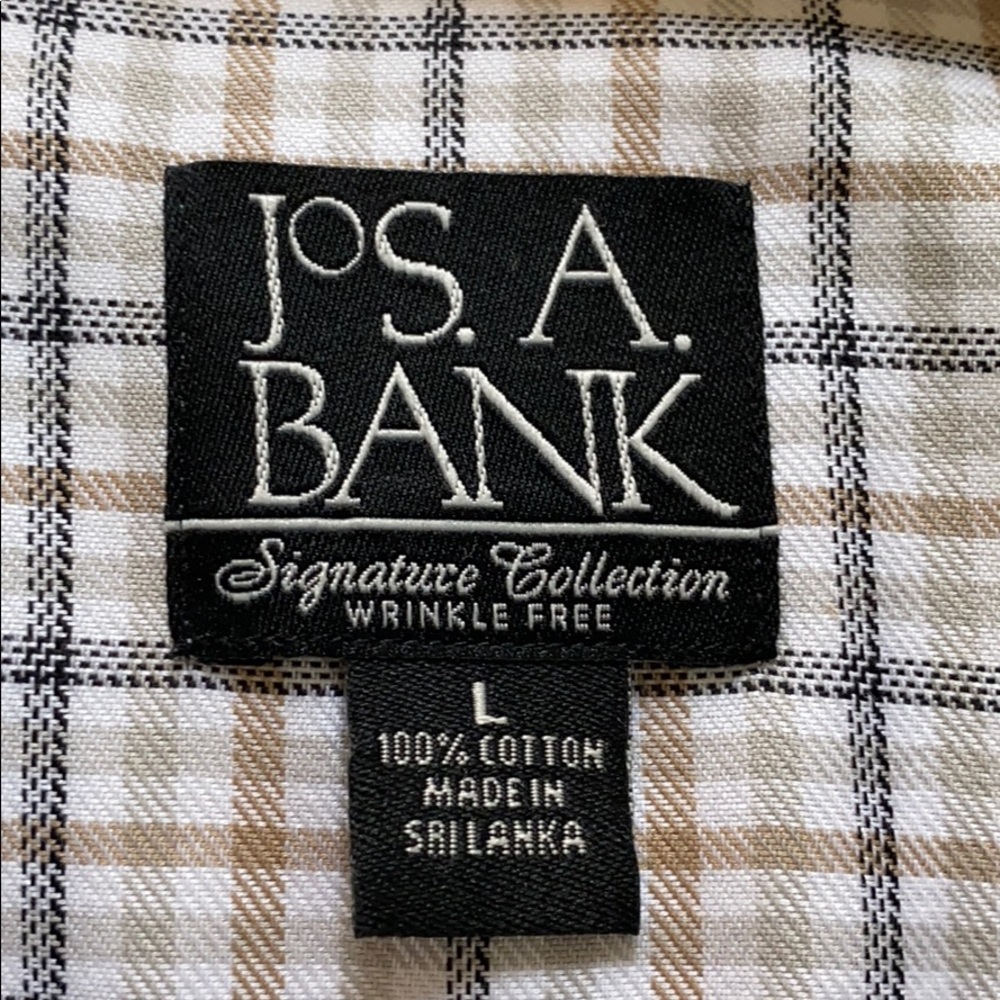 JOS. A.
BANK
Signature Collection
WRINKLE FREE
L
100% COTTON
MADE IN
SRI LANKA